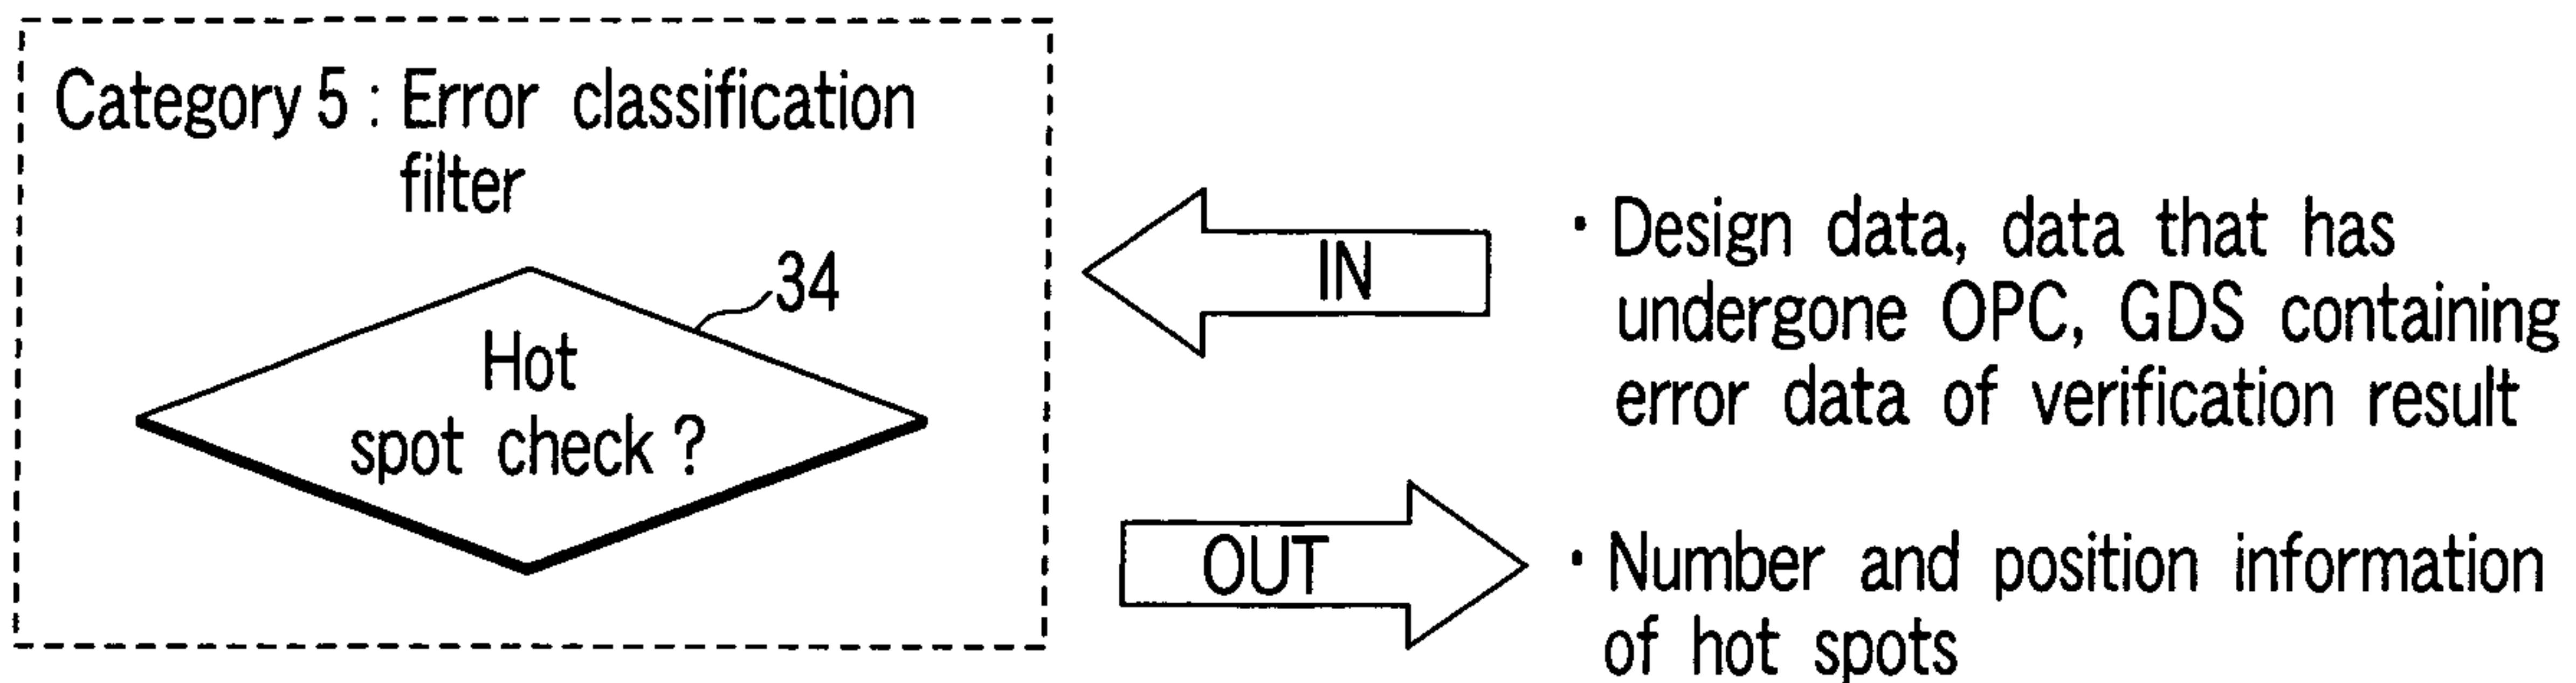 Category 5 : Error classification
filter
34
Hot
spot check ?
IN
· Design data, data that has
undergone OPC, GDS containing
error data of verification result
OUT
· Number and position information
of hot spots